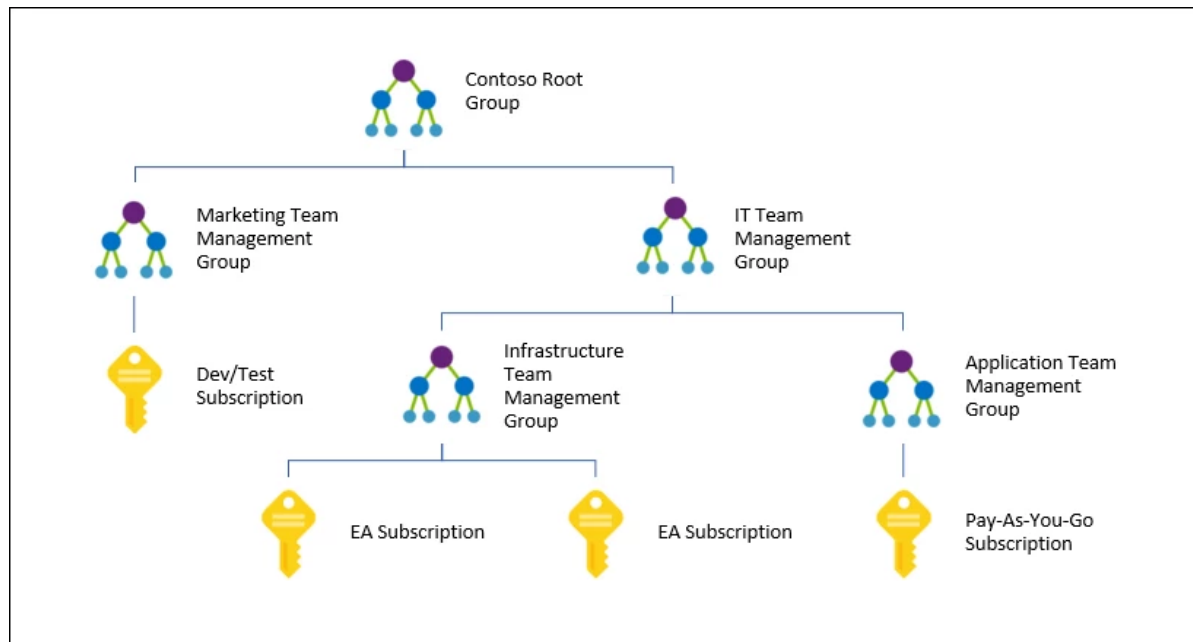 Contoso Root
Group
Marketing Team
Management
Group
IT Team
Management
Group
Dev/Test
Subscription
Infrastructure
Team
Management
Group
Application Team
Management
Group
EA Subscription
EA Subscription
Pay-As-You-Go
Subscription